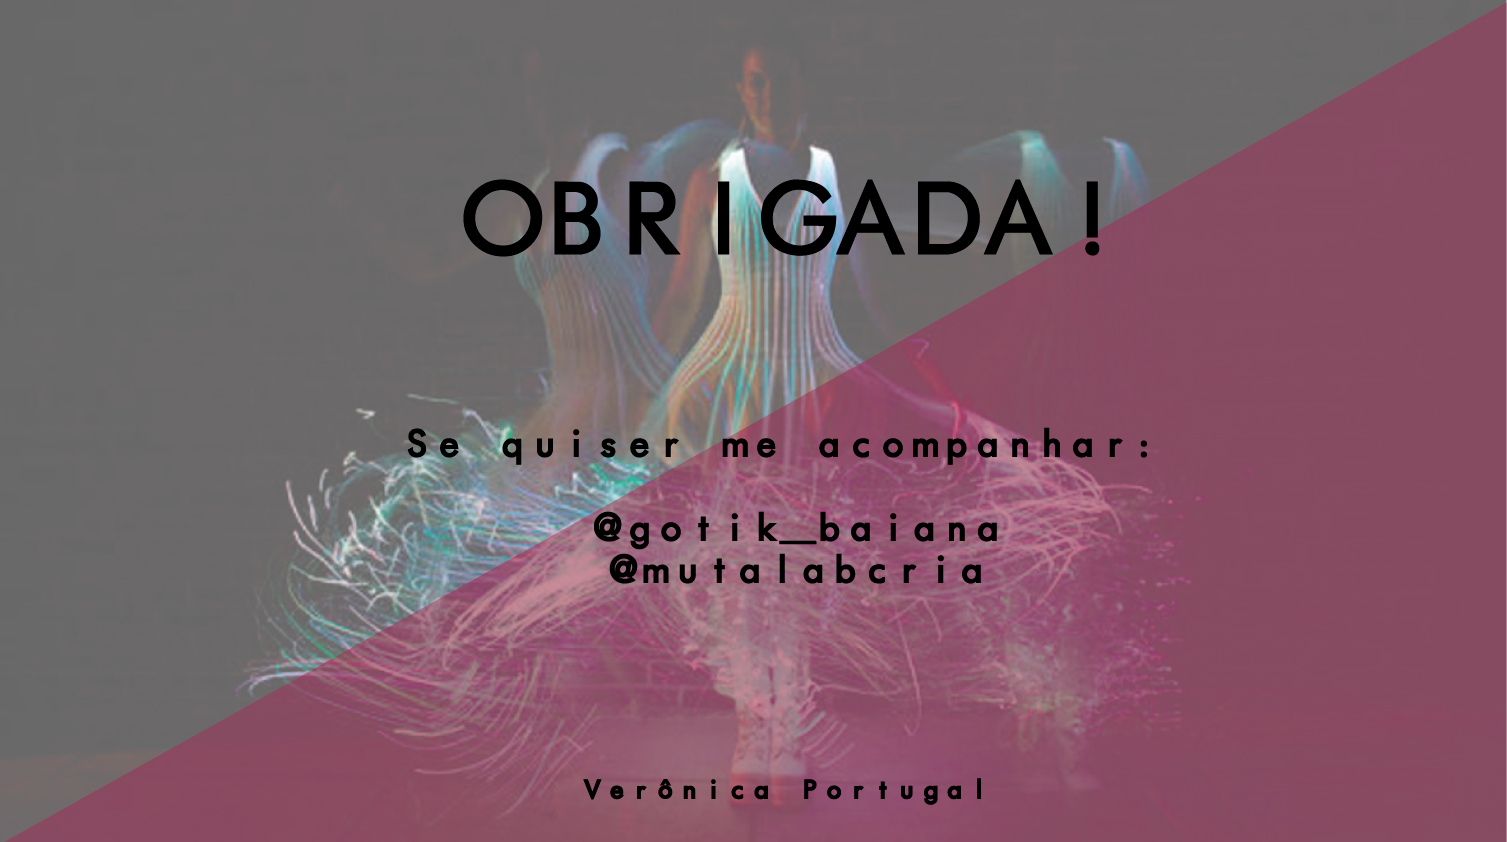 OBRIGADA!
Se quiser me acompanhar:
@gotik_baiana
@mutalabcria
Verônica Portugal